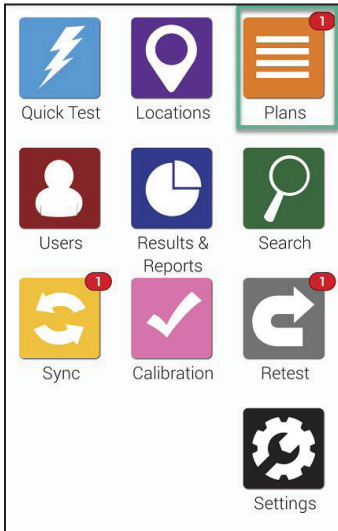 1
Quick Test
Locations
Plans
Users
Results &
Reports
Search
1
1
Sync
Calibration
Retest
Settings